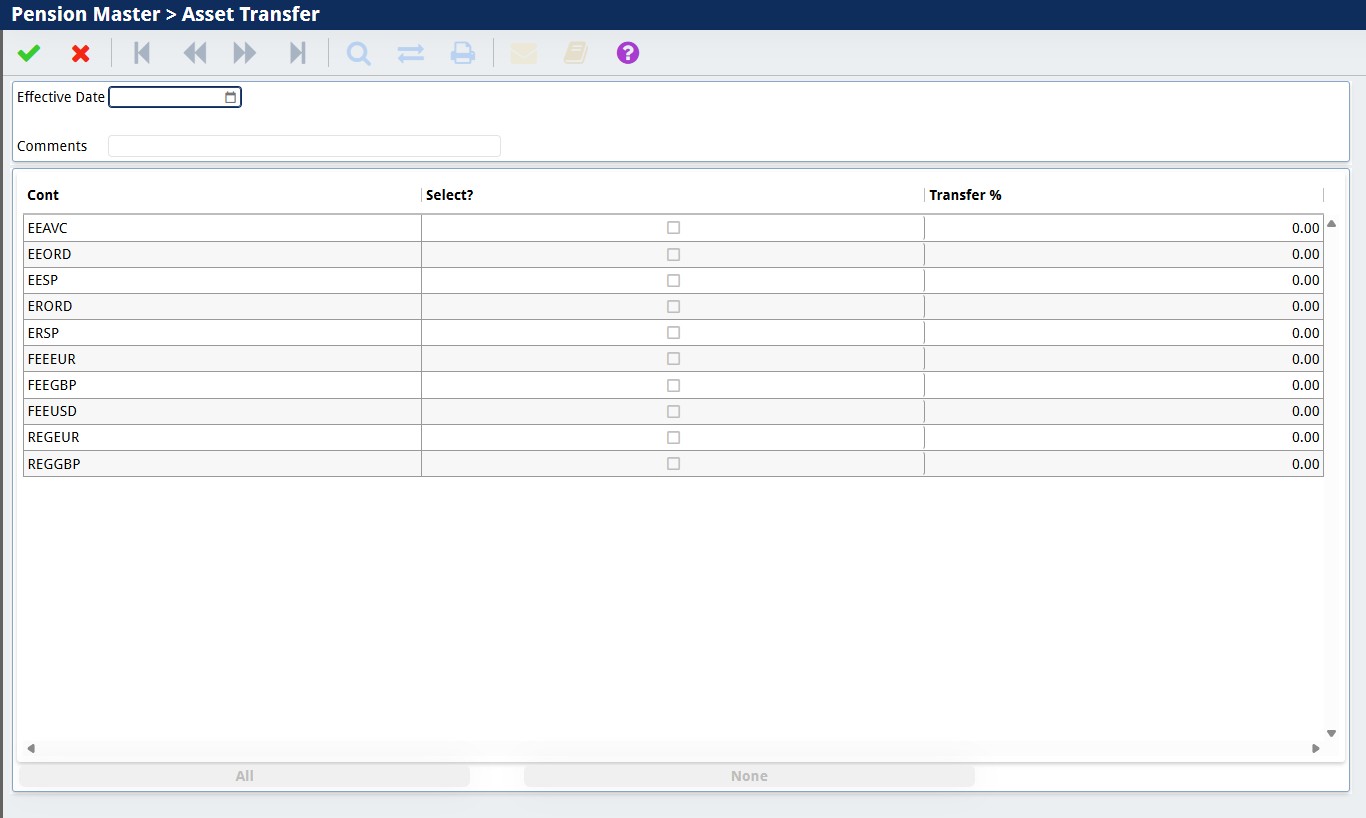 Pension Master > Asset Transfer
?
Effective Date
Comments
Cont Select? Transfer %
EEAVC 0.00
EEORD 0.00
EESP 0.00
ERORD 0.00
ERSP 0.00
FEEEUR 0.00
FEEGBP 0.00
FEEUSD 0.00
REGEUR 0.00
REGGBP 0.00
All None